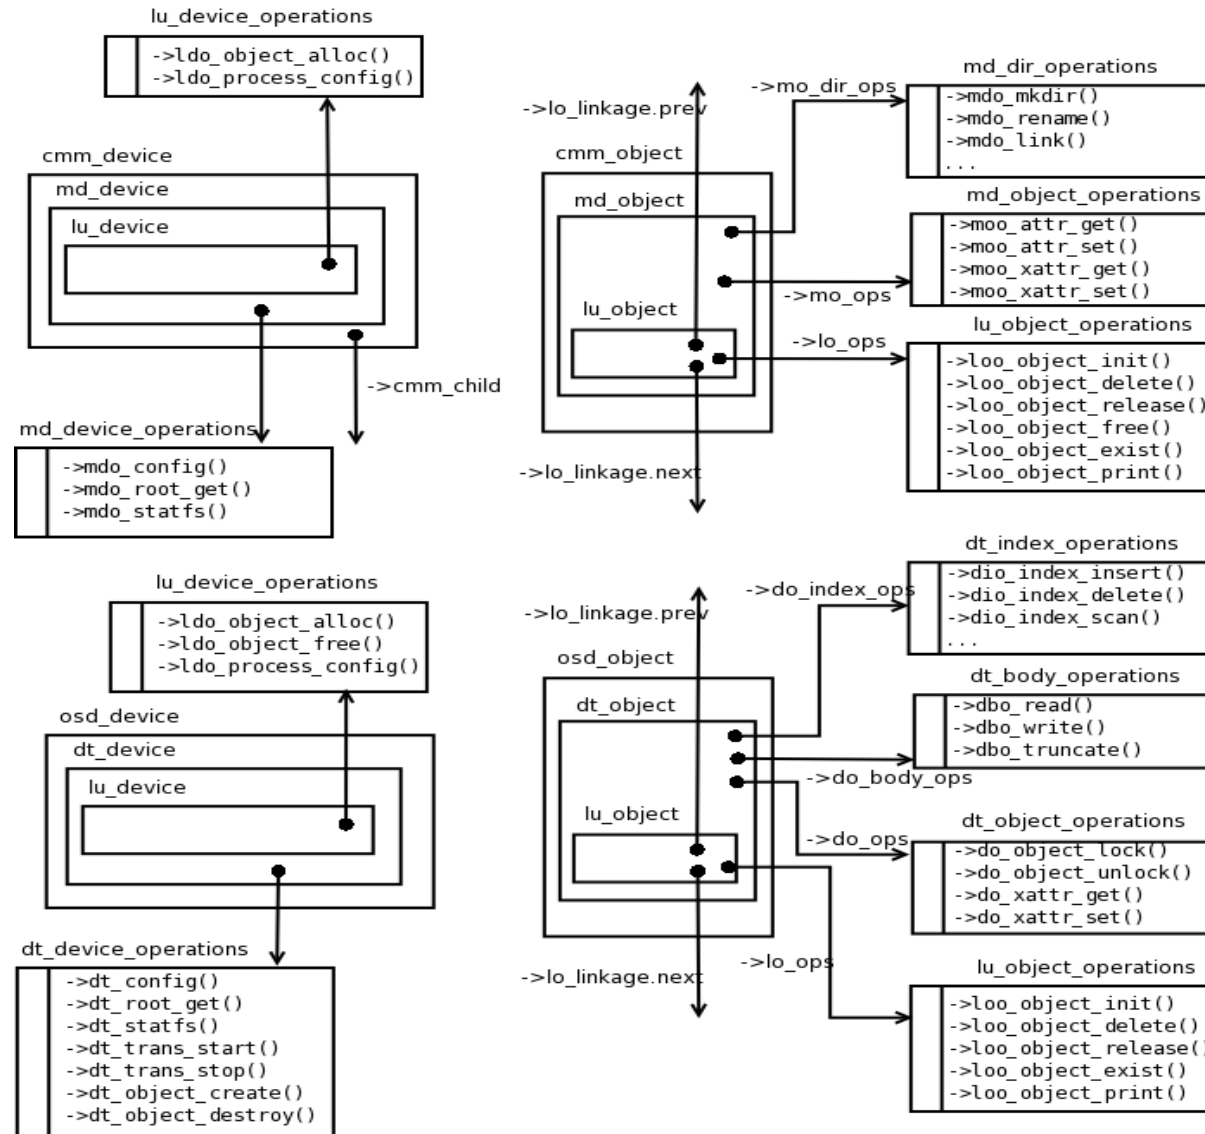 lu_device_operations
->ldo_object_alloc()
->ldo_process_config()
cmm_device
md_device
lu_device
->cmm_child
md_device_operations
->mdo_config()
->mdo_root_get()
->mdo_statfs()
->lo_linkage.prev
cmm_object
md_object
lu_object
->lo_linkage.next
->mo_dir_ops
->mo_ops
->lo_ops
md_dir_operations
->mdo_mkdir()
->mdo_rename()
->mdo_link()
...
md_object_operations
->moo_attr_get()
->moo_attr_set()
->moo_xattr_get()
->moo_xattr_set()
lu_object_operations
->loo_object_init()
->loo_object_delete()
->loo_object_release()
->loo_object_free()
->loo_object_exist()
->loo_object_print()
lu_device_operations
->ldo_object_alloc()
->ldo_object_free()
->ldo_process_config()
osd_device
dt_device
lu_device
dt_device_operations
->dt_config()
->dt_root_get()
->dt_statfs()
->dt_trans_start()
->dt_trans_stop()
->dt_object_create()
->dt_object_destroy()
->lo_linkage.prev
osd_object
dt_object
lu_object
->lo_linkage.next
->do_index_ops
->do_body_ops
->do_ops
->lo_ops
dt_index_operations
->dio_index_insert()
->dio_index_delete()
->dio_index_scan()
...
dt_body_operations
->dbo_read()
->dbo_write()
->dbo_truncate()
dt_object_operations
->do_object_lock()
->do_object_unlock()
->do_xattr_get()
->do_xattr_set()
lu_object_operations
->loo_object_init()
->loo_object_delete()
->loo_object_release()
->loo_object_exist()
->loo_object_print()